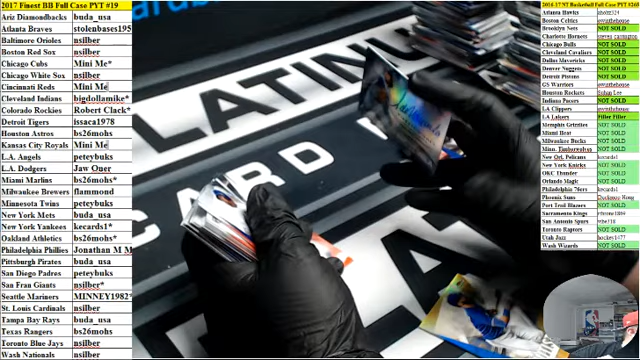 2017 Finest BB Full Case PYT #19
Ariz Diamondbacks buda_usa
Atlanta Braves stolenbases195
Baltimore Orioles nsilber
Boston Red Sox nsilber
Chicago Cubs Mini Me*
Chicago White Sox nsilber
Cincinnati Reds Mini Me
Cleveland Indians bigdollamike*
Colorado Rockies Robert Clack*
Detroit Tigers issaca1978
Houston Astros bs26mohs*
Kansas City Royals Mini Me
L.A. Angels peteybuks
L.A. Dodgers Jaw Oner
Miami Marlins bs26mohs*
Milwaukee Brewers flammond
Minnesota Twins peteybuks
New York Mets buda_usa
New York Yankees kecards1*
Oakland Athletics bs26mohs*
Philadelphia Phillies Jonathan M M
Pittsburgh Pirates buda_usa
San Diego Padres peteybuks
San Fran Giants nsilber*
Seattle Mariners MINNEY1982*
St. Louis Cardinals nsilber
Tampa Bay Rays buda_usa
Texas Rangers bs26mohs
Toronto Blue Jays nsilber
Wash Nationals nsilber
PLATINU
CARD
PLAT
2016-17 NT Basketball Full Case PYT
Atlanta Hawks
Boston Celtics
Brooklyn Nets NOT SOLD
Charlotte Hornets
Chicago Bulls NOT SOLD
Cleveland Cavaliers NOT SOLD
Dallas Mavericks NOT SOLD
Denver Nuggets NOT SOLD
Detroit Pistons NOT SOLD
GS Warriors
Houston Rockets
Indiana Pacers NOT SOLD
LA Clippers
LA Lakers Filler Filler
Memphis Grizzlies NOT SOLD
Miami Heat NOT SOLD
Milwaukee Bucks NOT SOLD
Minn. Timberwolves NOT SOLD
New Orl. Pelicans kecards1
New York Knicks NOT SOLD
OKC Thunder NOT SOLD
Orlando Magic NOT SOLD
Philadelphia 76ers kecards1
Phoenix Suns
Port Trail Blazers NOT SOLD
Sacramento Kings
San Antonio Spurs
Toronto Raptors NOT SOLD
Utah Jazz
Wash Wizards NOT SOLD